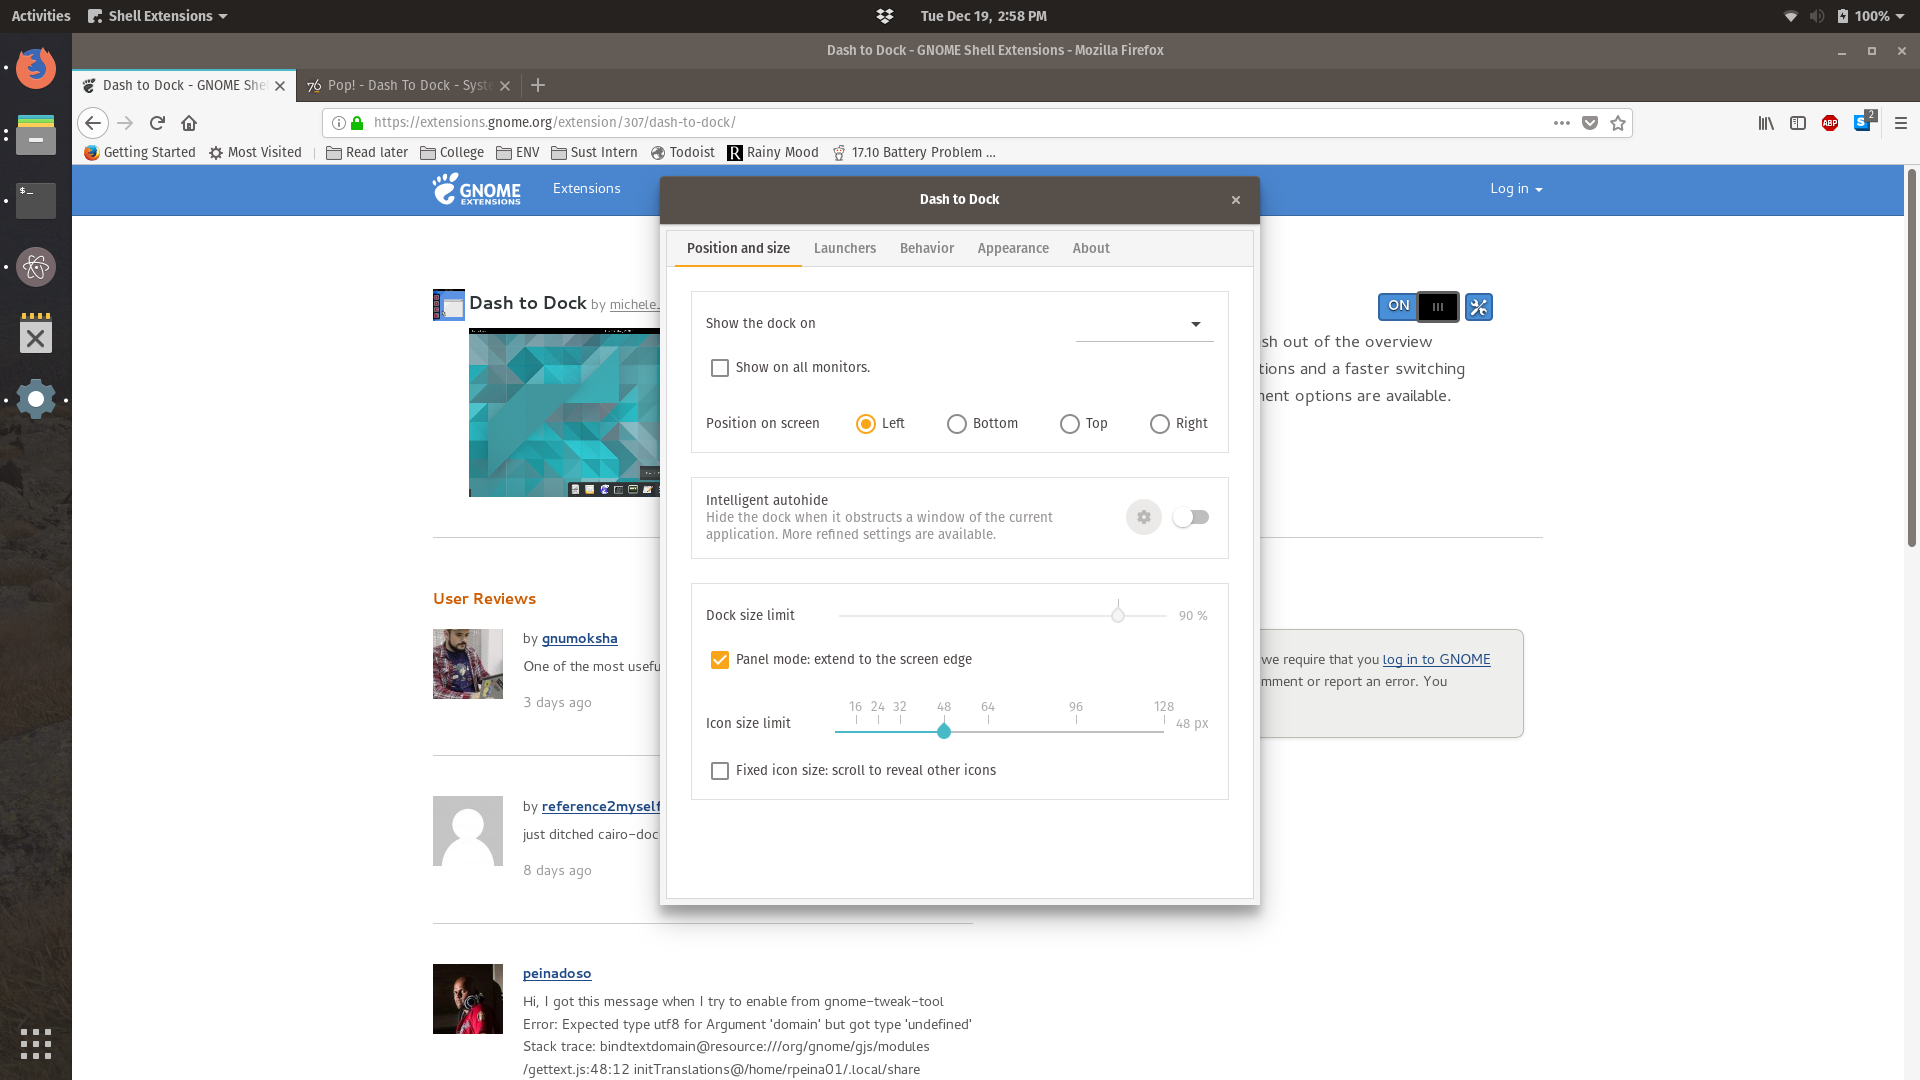 Activities
Shell Extensions
Tue Dec 19, 2:58 PM
100%
Dash to Dock - GNOME Shell Extensions - Mozilla Firefox
Dash to Dock - GNOME Shel
Pop! - Dash To Dock - Syste
https://extensions.gnome.org/extension/307/dash-to-dock/
ABP
S
2
Getting Started
Most Visited
Read later
College
ENV
Sust Intern
Todoist
R
Rainy Mood
17.10 Battery Problem ...
$_
GNOME
EXTENSIONS
Extensions
Log in
Dash to Dock
Position and size
Launchers
Behavior
Appearance
About
Dash to Dock by michele_
ON
sh out of the overview
tions and a faster switching
ment options are available.
Show the dock on
Show on all monitors.
Position on screen
Left
Bottom
Top
Right
Intelligent autohide
Hide the dock when it obstructs a window of the current
application. More refined settings are available.
Dock size limit
90 %
Panel mode: extend to the screen edge
16 24 32 48 64 96 128
Icon size limit
48 px
Fixed icon size: scroll to reveal other icons
User Reviews
by gnumoksha
One of the most usefu
3 days ago
we require that you log in to GNOME
mment or report an error. You
by reference2myself
just ditched cairo-doc
8 days ago
peinadoso
Hi, I got this message when I try to enable from gnome-tweak-tool
Error: Expected type utf8 for Argument 'domain' but got type 'undefined'
Stack trace: bindtextdomain@resource:///org/gnome/gjs/modules
/gettext.js:48:12 initTranslations@/home/rpeina01/.local/share